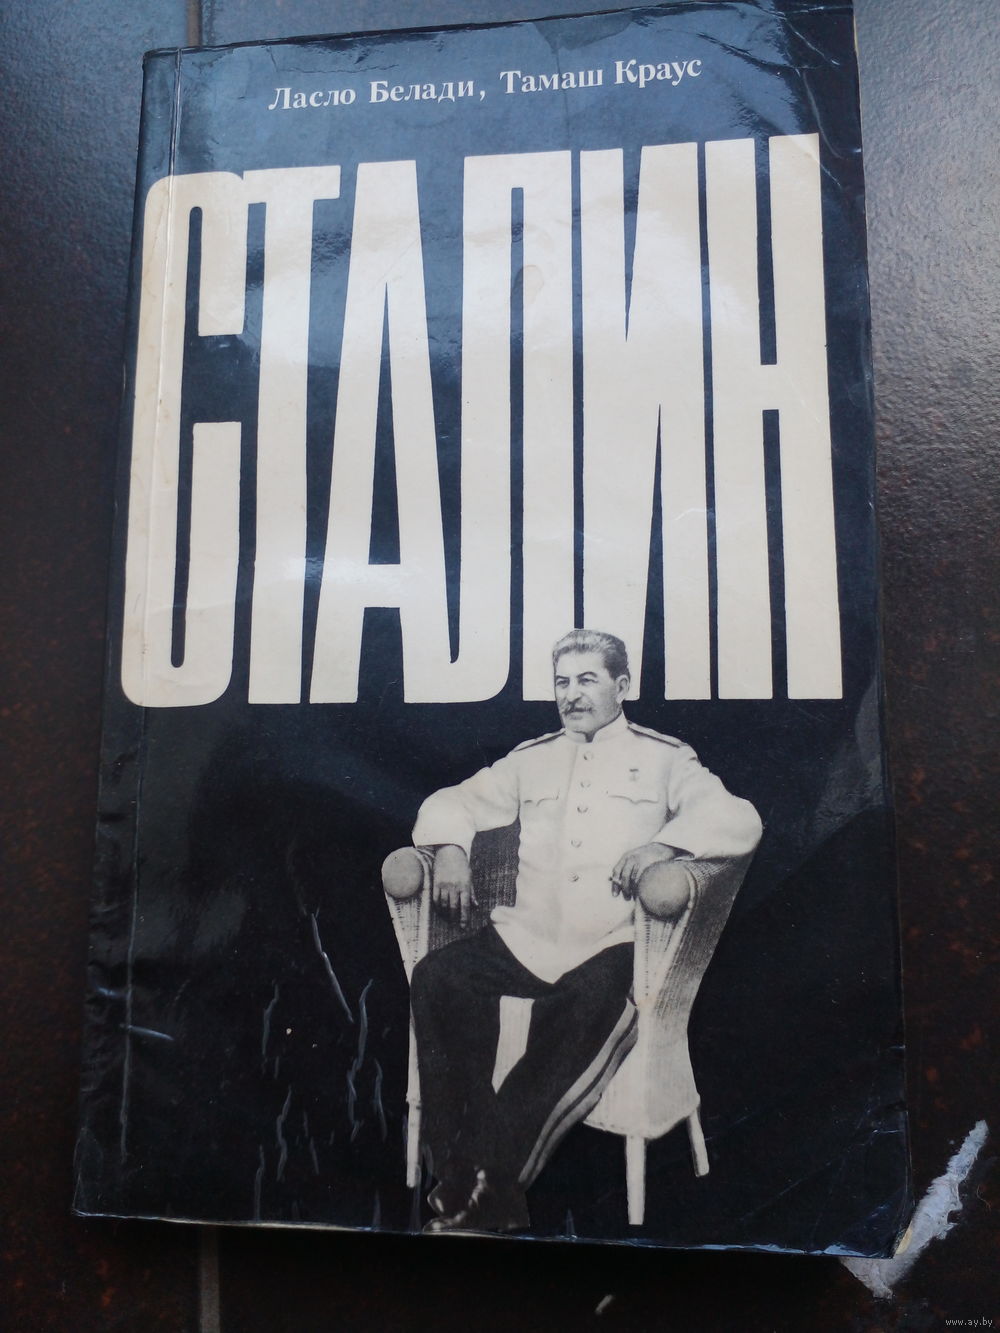 Ласло Белади, Тамаш Краус
СТАЛИН
www.ay.by